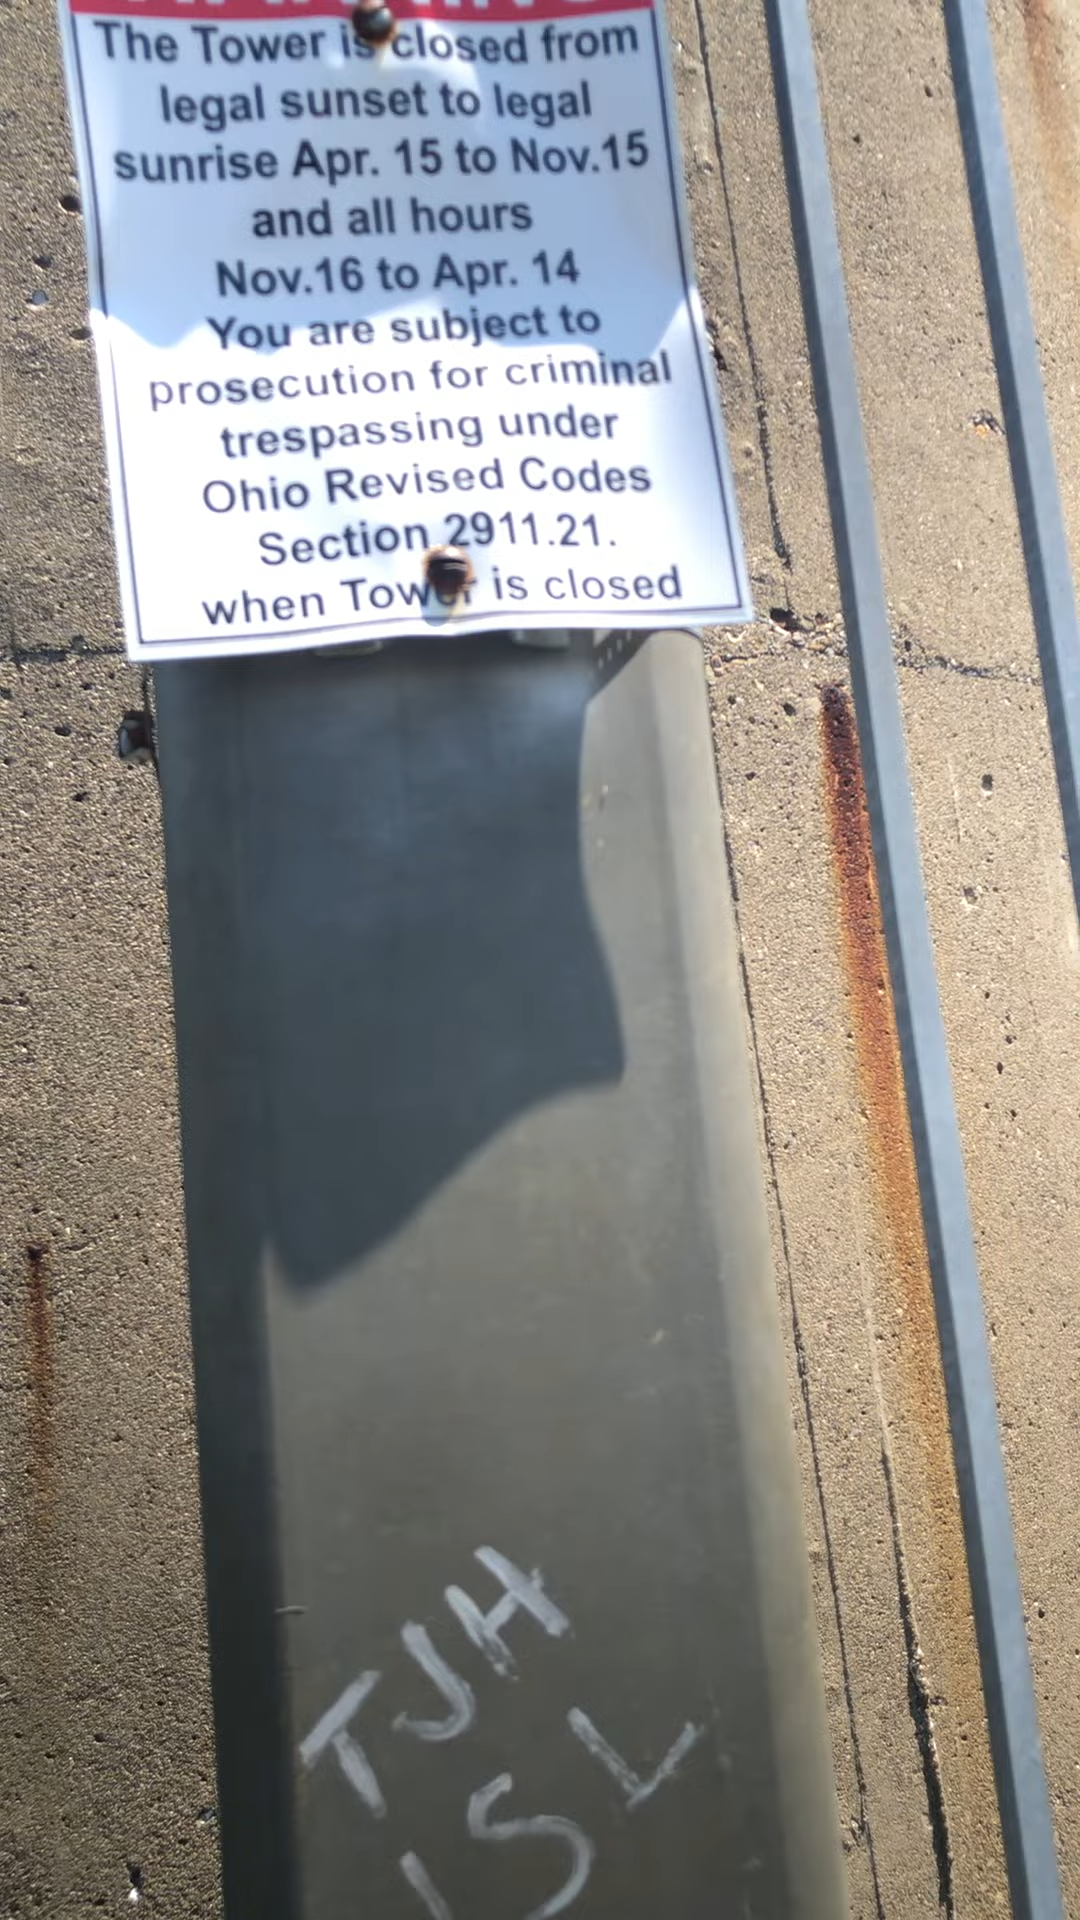 The Tower is closed from
legal sunset to legal
sunrise Apr. 15 to Nov.15
and all hours
Nov.16 to Apr. 14
You are subject to
prosecution for criminal
trespassing under
Ohio Revised Codes
Section 2911.21.
when Tower is closed
TJH
ISL